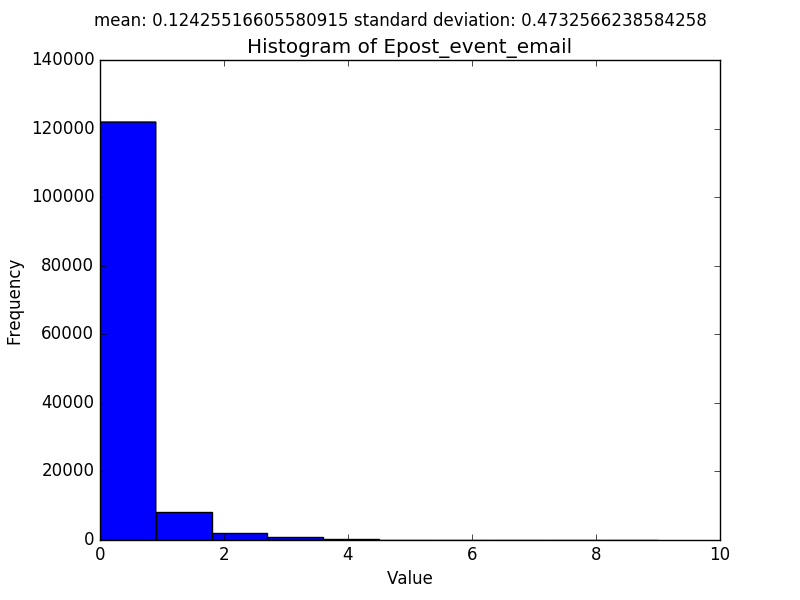 mean: 0.12425516605580915 standard deviation: 0.4732566238584258
Histogram of Epost_event_email
140000
120000
100000
80000
60000
40000
20000
0
Frequency
0 2 4 6 8 10
Value